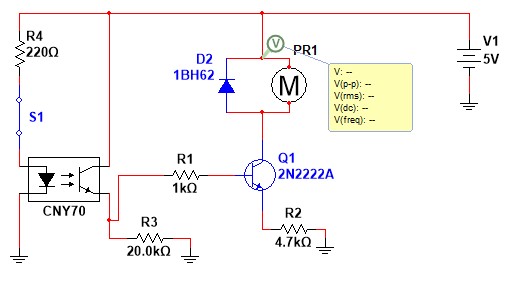 R4
220Ω
S1
CNY70
R1
1kΩ
R3
20.0kΩ
D2
1BH62
M
V
PR1
V: --
V(p-p): --
V(rms): --
V(dc): --
V(freq): --
Q1
2N2222A
R2
4.7kΩ
V1
5V